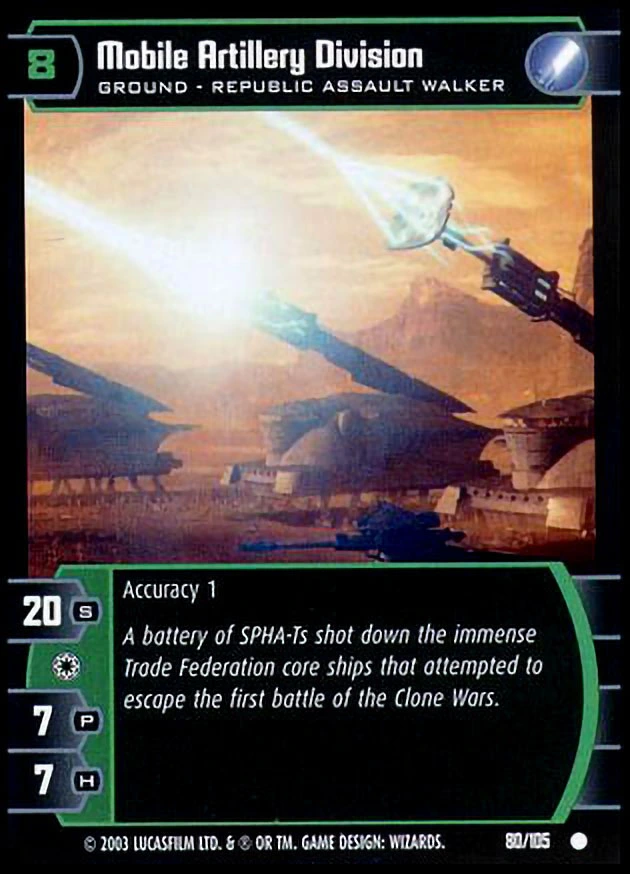 8
Mobile Artillery Division
GROUND - REPUBLIC ASSAULT WALKER
20 S
7 P
7 H
Accuracy 1
A battery of SPHA-Ts shot down the immense
Trade Federation core ships that attempted to
escape the first battle of the Clone Wars.
© 2003 LUCASFILM LTD. & ® OR TM. GAME DESIGN: WIZARDS.
80/105